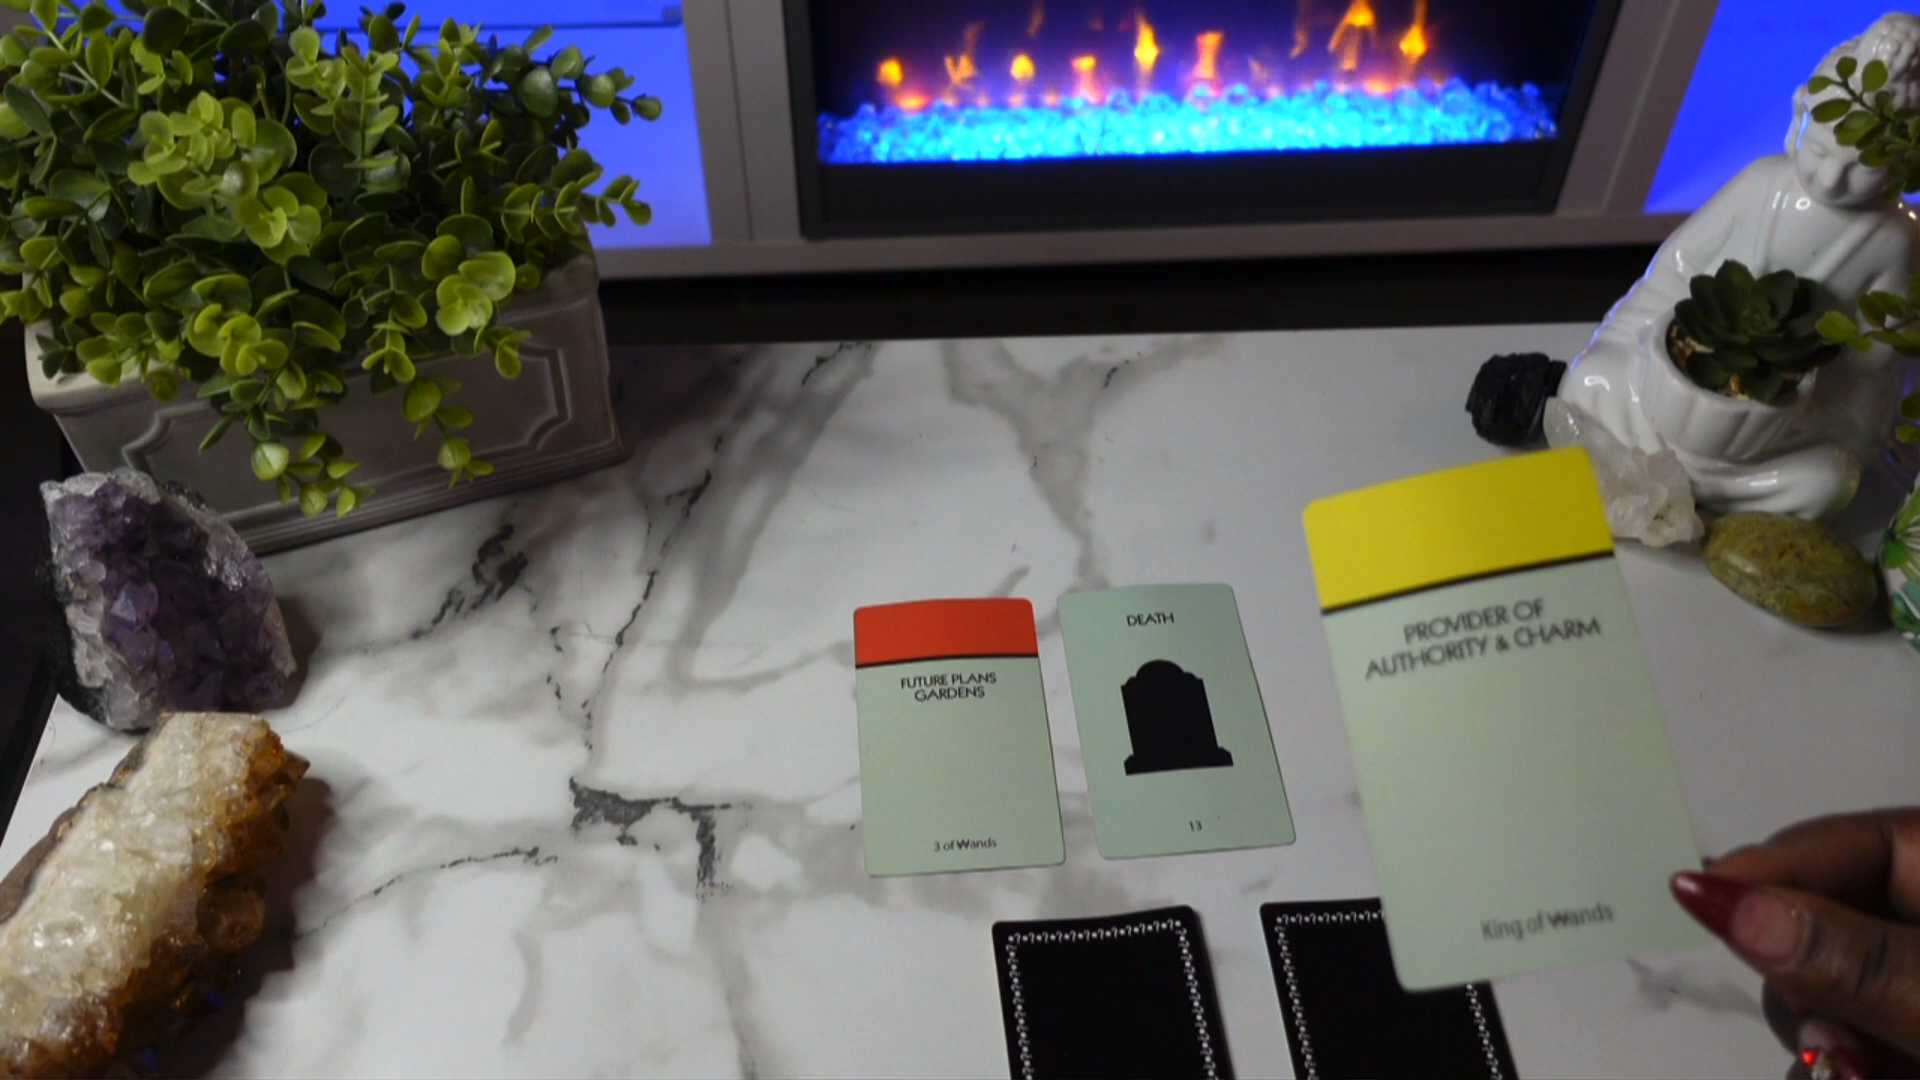 FUTURE PLANS
GARDENS
3 of Wands
DEATH
13
PROVIDER OF
AUTHORITY & CHARM
King of Wands